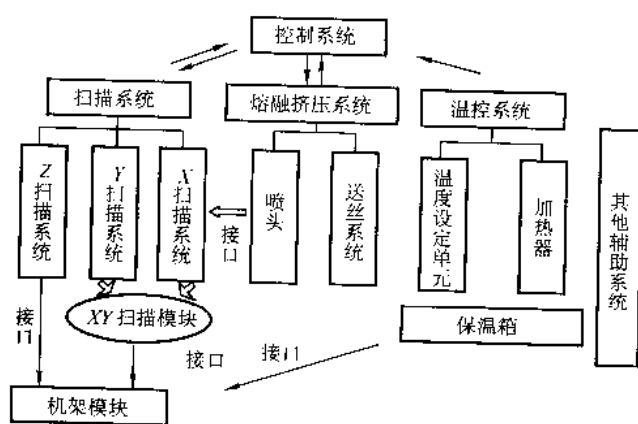 控制系统
扫描系统
熔融挤压系统
温控系统
Z扫描系统
Y扫描系统
X扫描系统
接口
喷头
送丝系统
温度设定单元
加热器
其他辅助系统
接口
XY扫描模块
保温箱
接口
接口
机架模块